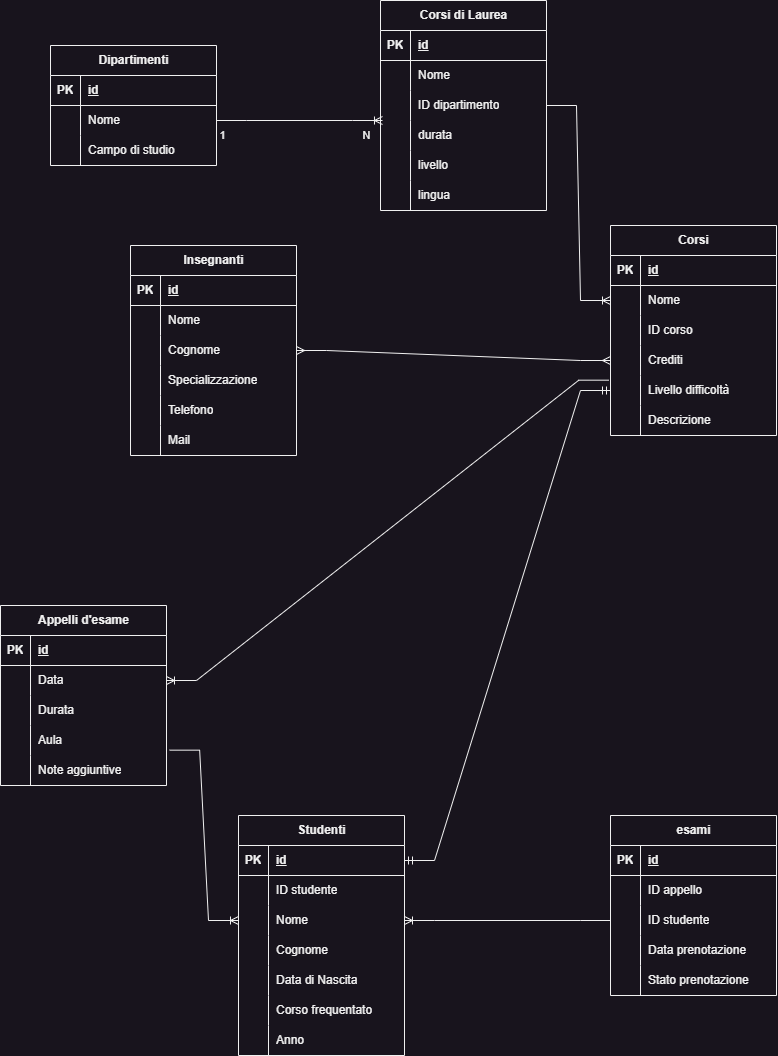 Corsi di Laurea
PK id
Nome
ID dipartimento
durata
livello
lingua
Dipartimenti
PK id
Nome
Campo di studio
1
N
Corsi
PK id
Nome
ID corso
Crediti
Livello difficoltà
Descrizione
Insegnanti
PK id
Nome
Cognome
Specializzazione
Telefono
Mail
Appelli d'esame
PK id
Data
Durata
Aula
Note aggiuntive
Studenti
PK id
ID studente
Nome
Cognome
Data di Nascita
Corso frequentato
Anno
esami
PK id
ID appello
ID studente
Data prenotazione
Stato prenotazione